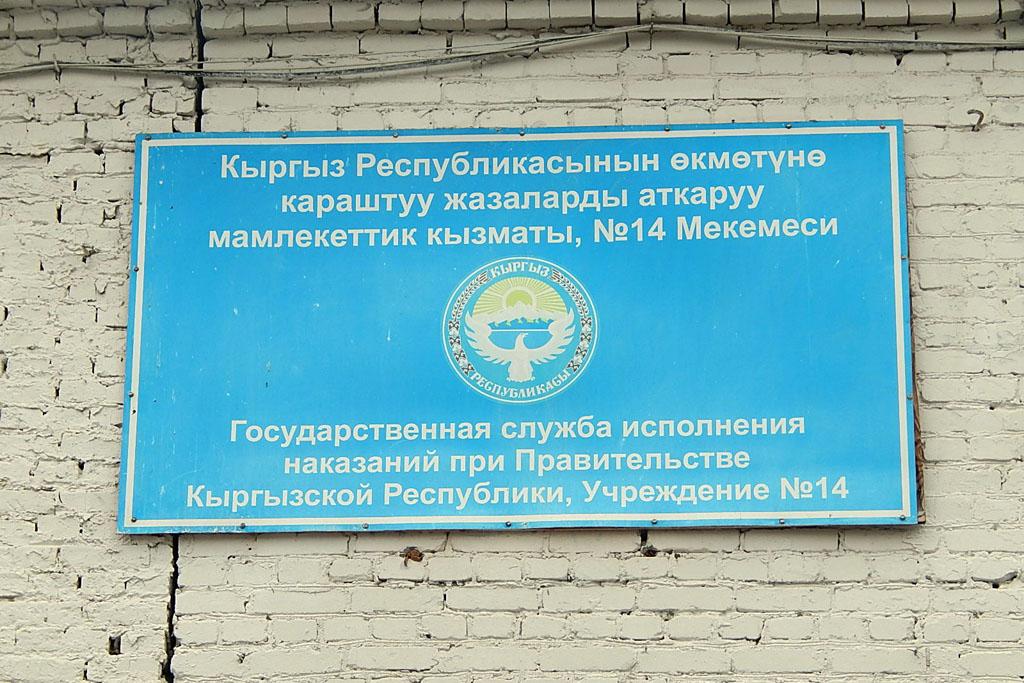 Кыргыз Республикасынын өкмөтүнө
караштуу жазаларды аткаруу
мамлекеттик кызматы, №14 Мекемеси
КЫРГЫЗ
РЕСПУБЛИКАСЫ
Государственная служба исполнения
наказаний при Правительстве
Кыргызской Республики, Учреждение №14